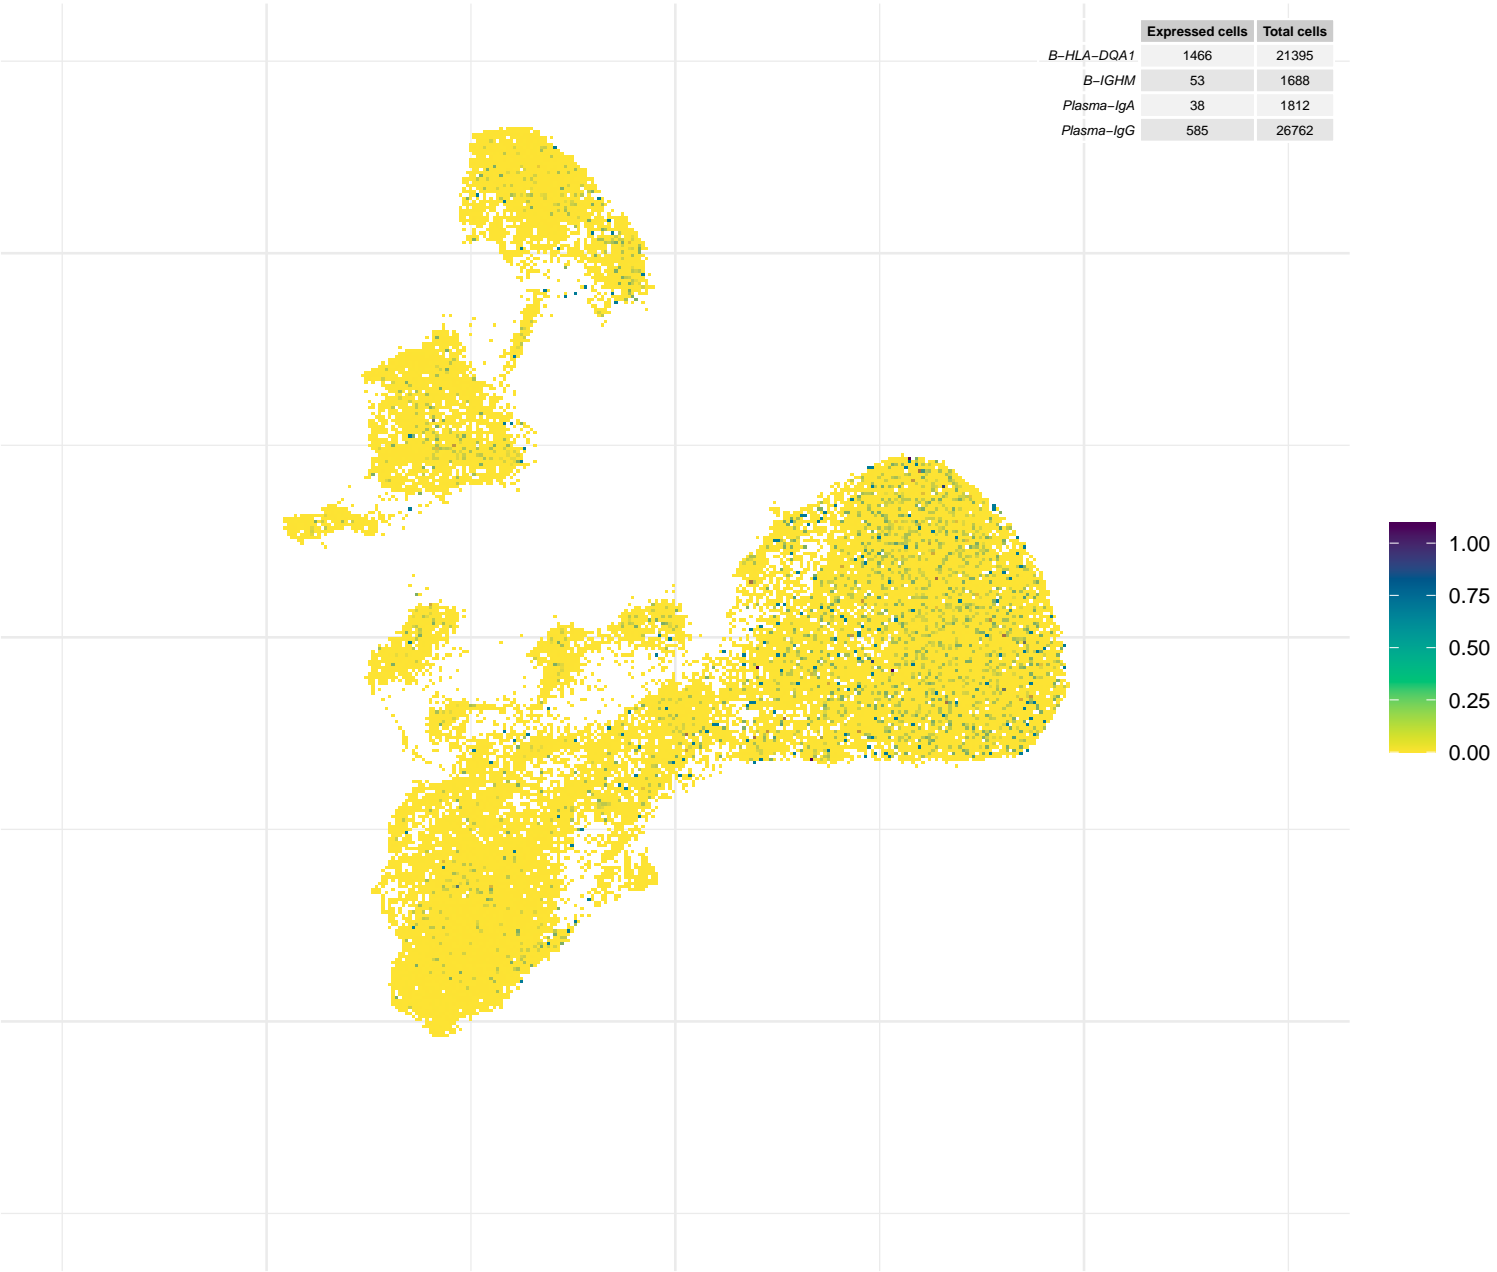 Expressed cells Total cells
B−HLA−DQA1 1466 21395
B−IGHM 53 1688
Plasma−IgA 38 1812
Plasma−IgG 585 26762
1.00
0.75
0.50
0.25
0.00